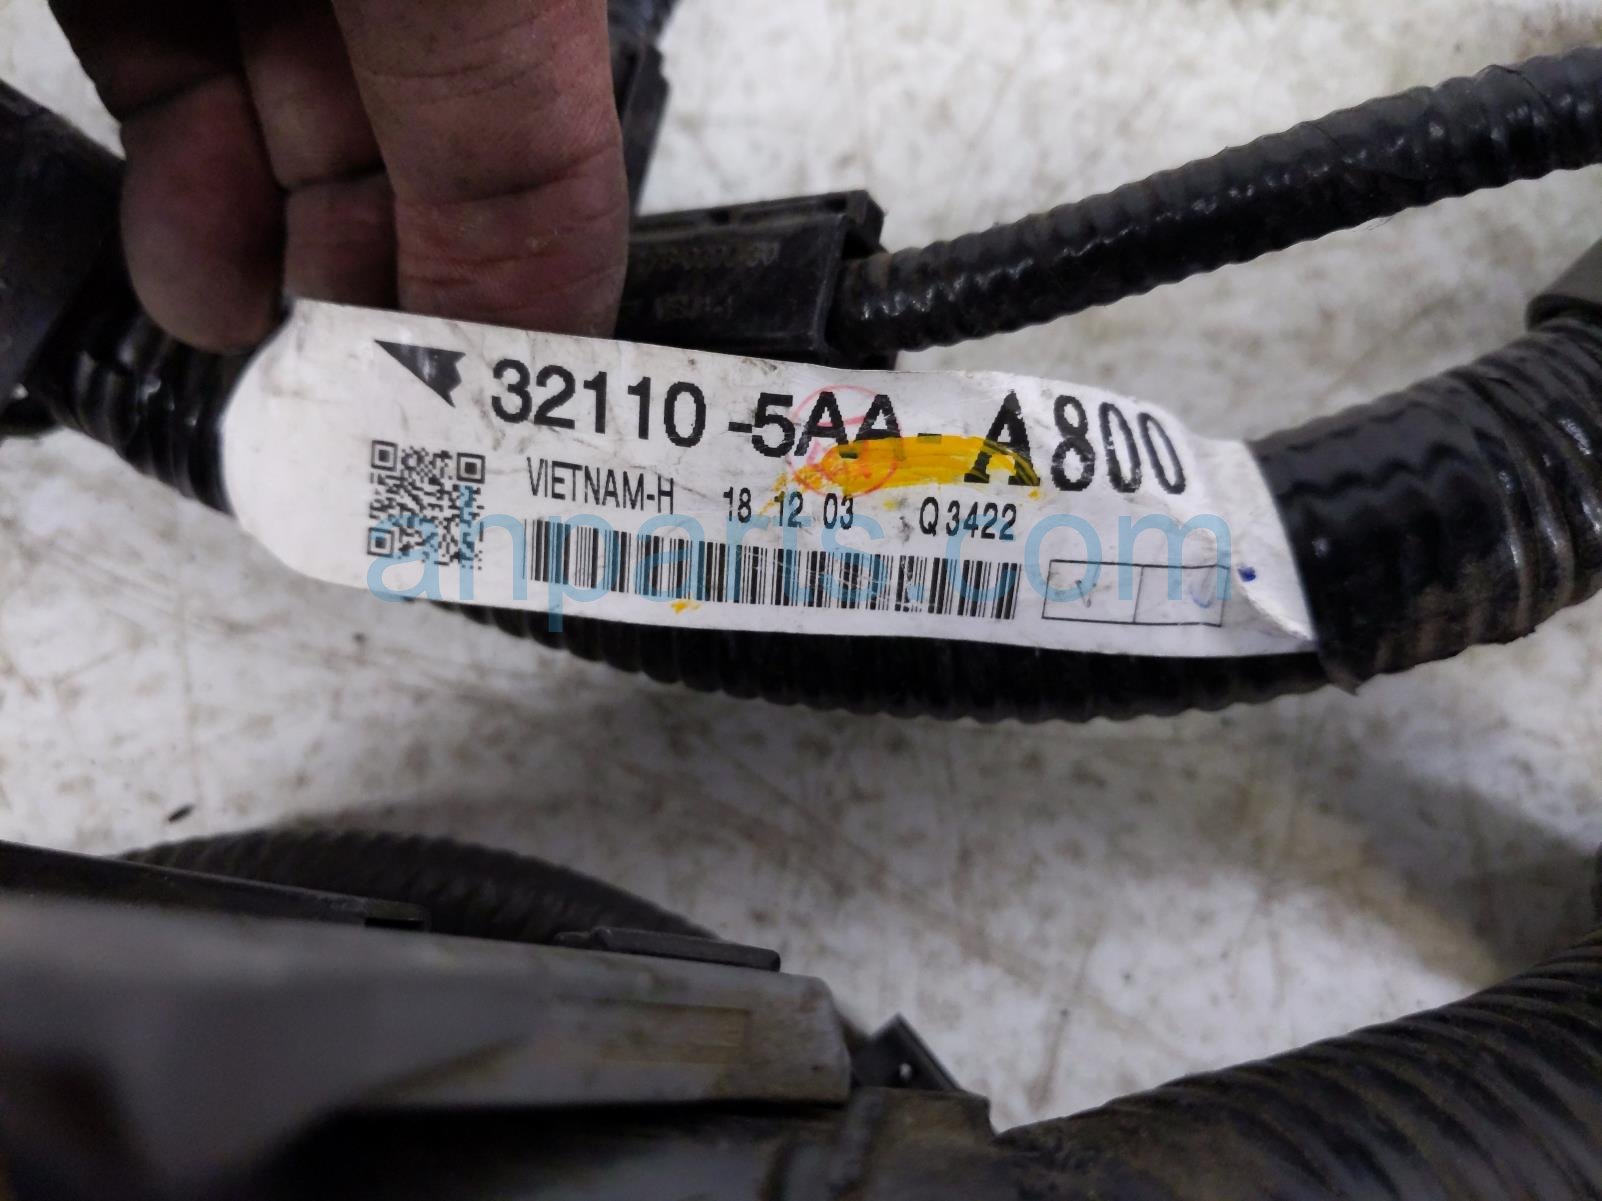 32110-5AA-A800
VIETNAM-H 18 12 03 Q3422
anparts.com